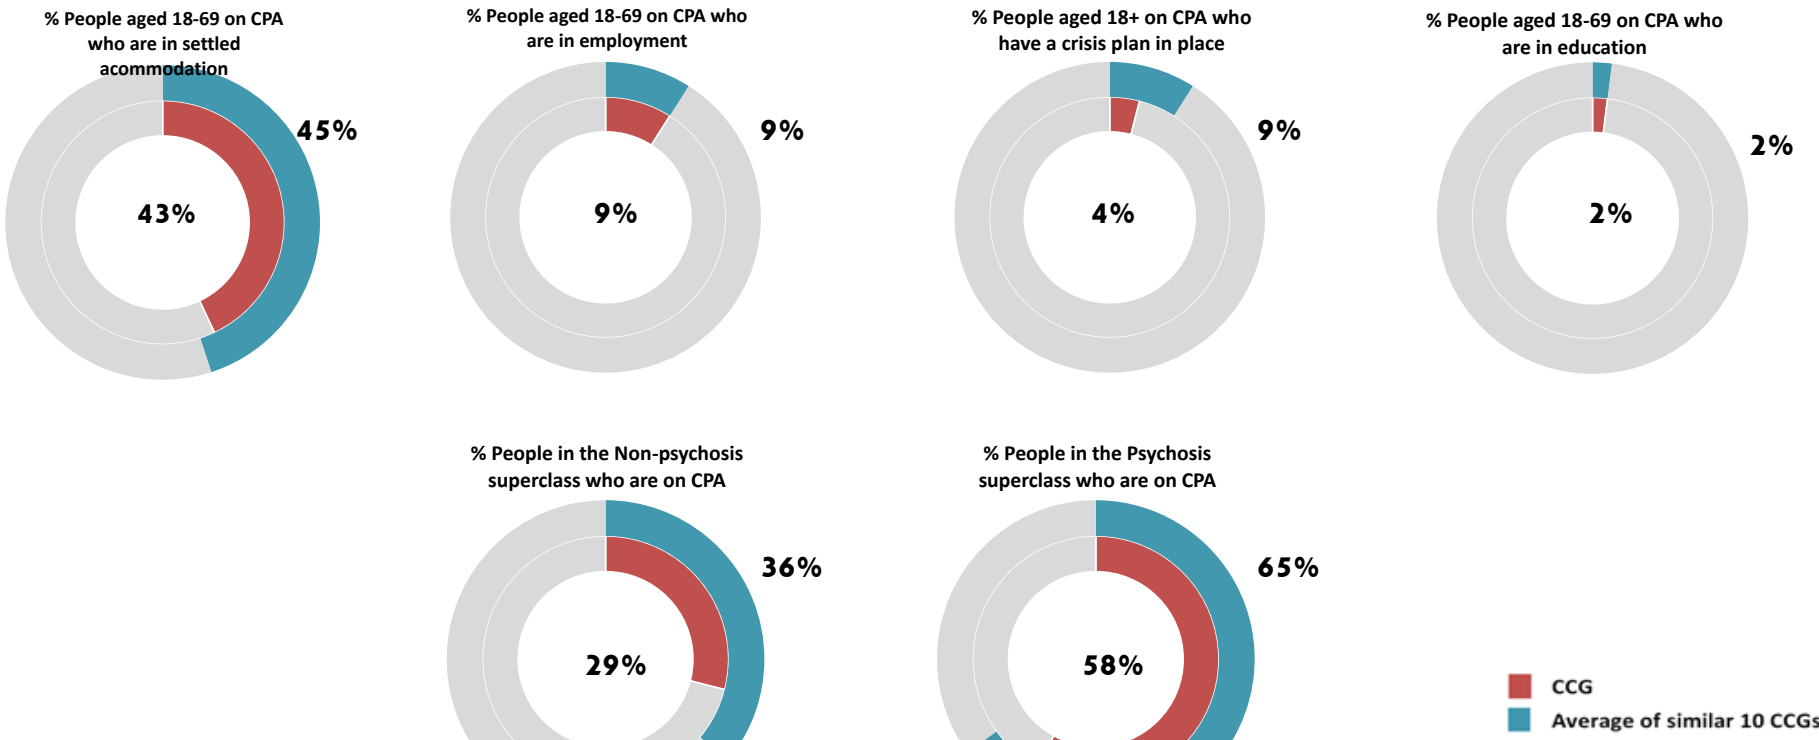 % People aged 18-69 on CPA
who are in settled
acommodation
45%
43%
% People aged 18-69 on CPA who
are in employment
9%
9%
% People aged 18+ on CPA who
have a crisis plan in place
9%
4%
% People aged 18-69 on CPA who
are in education
2%
2%
% People in the Non-psychosis
superclass who are on CPA
36%
29%
% People in the Psychosis
superclass who are on CPA
65%
58%
CCG
Average of similar 10 CCGs